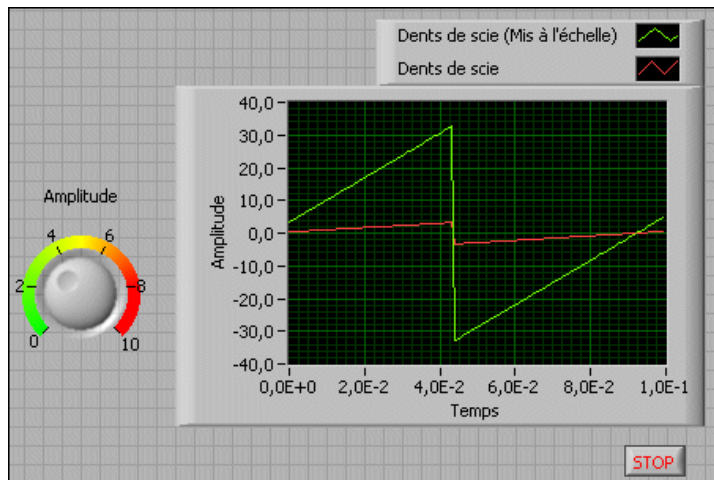 Dents de scie (Mis à l'échelle)
Dents de scie
Amplitude
0
2
4
6
8
10
Amplitude
40,0
30,0
20,0
10,0
0,0
-10,0
-20,0
-30,0
-40,0
0,0E+0 2,0E-2 4,0E-2 6,0E-2 8,0E-2 1,0E-1
Temps
STOP